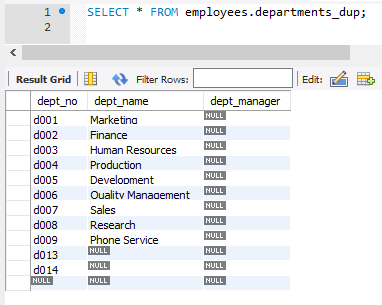 1 SELECT * FROM employees.departments_dup;
2
Result Grid Filter Rows: Edit:
dept_no dept_name dept_manager
d001 Marketing NULL
d002 Finance NULL
d003 Human Resources NULL
d004 Production NULL
d005 Development NULL
d006 Quality Management NULL
d007 Sales NULL
d008 Research NULL
d009 Phone Service NULL
d013 NULL NULL
d014 NULL NULL
NULL NULL NULL